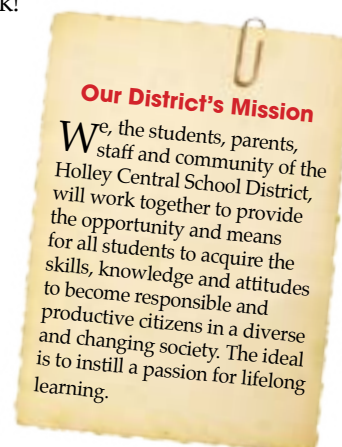 K!
Our District's Mission
We, the students, parents,
staff and community of the
Holley Central School District,
will work together to provide
the opportunity and means
for all students to acquire the
skills, knowledge and attitudes
to become responsible and
productive citizens in a diverse
and changing society. The ideal
is to instill a passion for lifelong
learning.